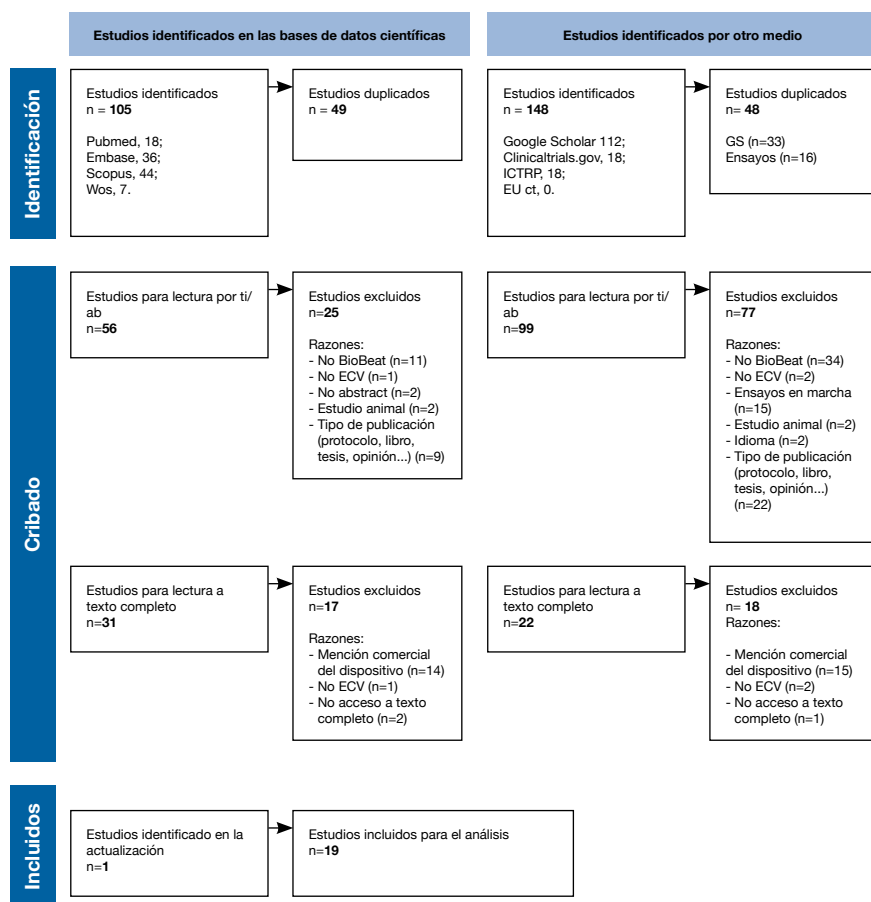 Estudios identificados en las bases de datos científicas
Estudios identificados por otro medio
Identificación
Estudios identificados
n = 105
Pubmed, 18;
Embase, 36;
Scopus, 44;
Wos, 7.
Estudios duplicados
n = 49
Estudios identificados
n = 148
Google Scholar 112;
Clinicaltrials.gov, 18;
ICTRP, 18;
EU ct, 0.
Estudios duplicados
n= 48
GS (n=33)
Ensayos (n=16)
Cribado
Estudios para lectura por ti/
ab
n=56
Estudios excluidos
n=25
Razones:
- No BioBeat (n=11)
- No ECV (n=1)
- No abstract (n=2)
- Estudio animal (n=2)
- Tipo de publicación
(protocolo, libro,
tesis, opinión...) (n=9)
Estudios para lectura por ti/
ab
n=99
Estudios excluidos
n=77
Razones:
- No BioBeat (n=34)
- No ECV (n=2)
- Ensayos en marcha
(n=15)
- Estudio animal (n=2)
- Idioma (n=2)
- Tipo de publicación
(protocolo, libro,
tesis, opinión...)
(n=22)
Estudios para lectura a
texto completo
n=31
Estudios excluidos
n=17
Razones:
- Mención comercial
del dispositivo (n=14)
- No ECV (n=1)
- No acceso a texto
completo (n=2)
Estudios para lectura a
texto completo
n=22
Estudios excluidos
n= 18
Razones:
- Mención comercial
del dispositivo (n=15)
- No ECV (n=2)
- No acceso a texto
completo (n=1)
Incluidos
Estudios identificado en la
actualización
n=1
Estudios incluidos para el análisis
n=19